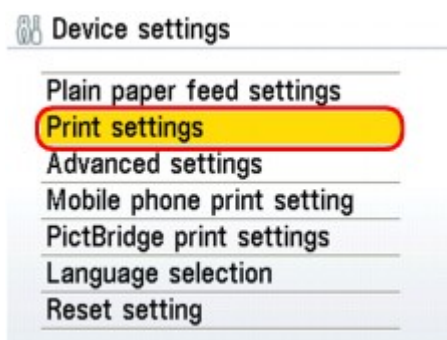 Device settings
Plain paper feed settings
Print settings
Advanced settings
Mobile phone print setting
PictBridge print settings
Language selection
Reset setting